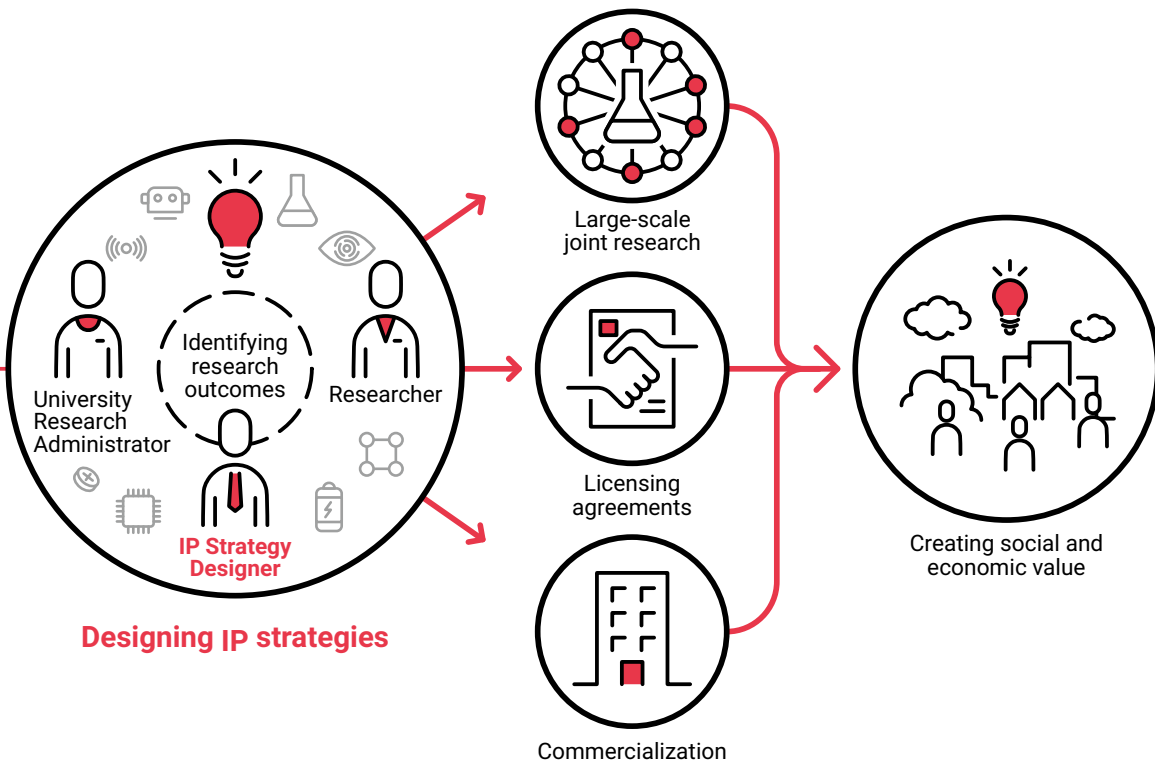 Identifying
research
outcomes
University
Research
Administrator
Researcher
IP Strategy
Designer
Designing IP strategies
Large-scale
joint research
Licensing
agreements
Commercialization
Creating social and
economic value